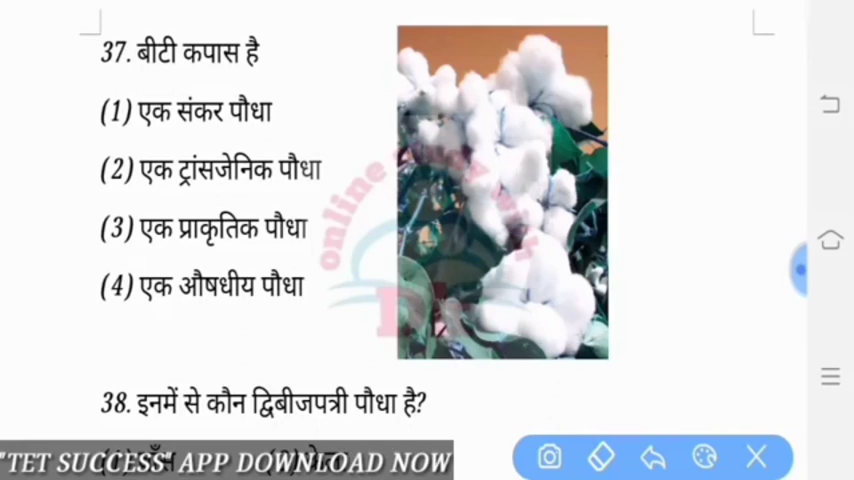 37. बीटी कपास है
(1) एक संकर पौधा
(2) एक ट्रांसजेनिक पौधा
(3) एक प्राकृतिक पौधा
(4) एक औषधीय पौधा
online
38. इनमें से कौन द्विबीजपत्री पौधा है?
"TET SUCCESS" APP DOWNLOAD NOW